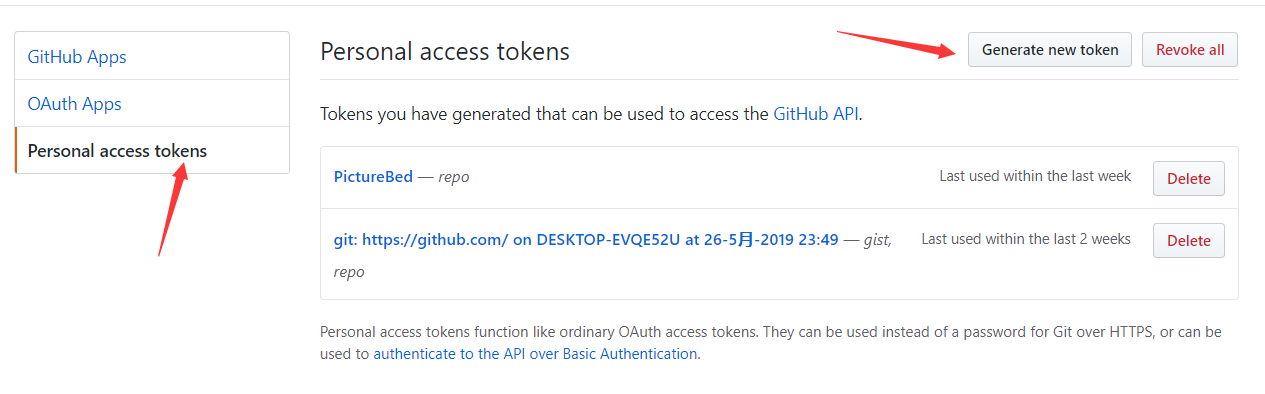 GitHub Apps
OAuth Apps
Personal access tokens
Personal access tokens
Generate new token
Revoke all
Tokens you have generated that can be used to access the GitHub API.
PictureBed — repo
Last used within the last week
Delete
git: https://github.com/ on DESKTOP-EVQE52U at 26-5月-2019 23:49 — gist,
repo
Last used within the last 2 weeks
Delete
Personal access tokens function like ordinary OAuth access tokens. They can be used instead of a password for Git over HTTPS, or can be
used to authenticate to the API over Basic Authentication.